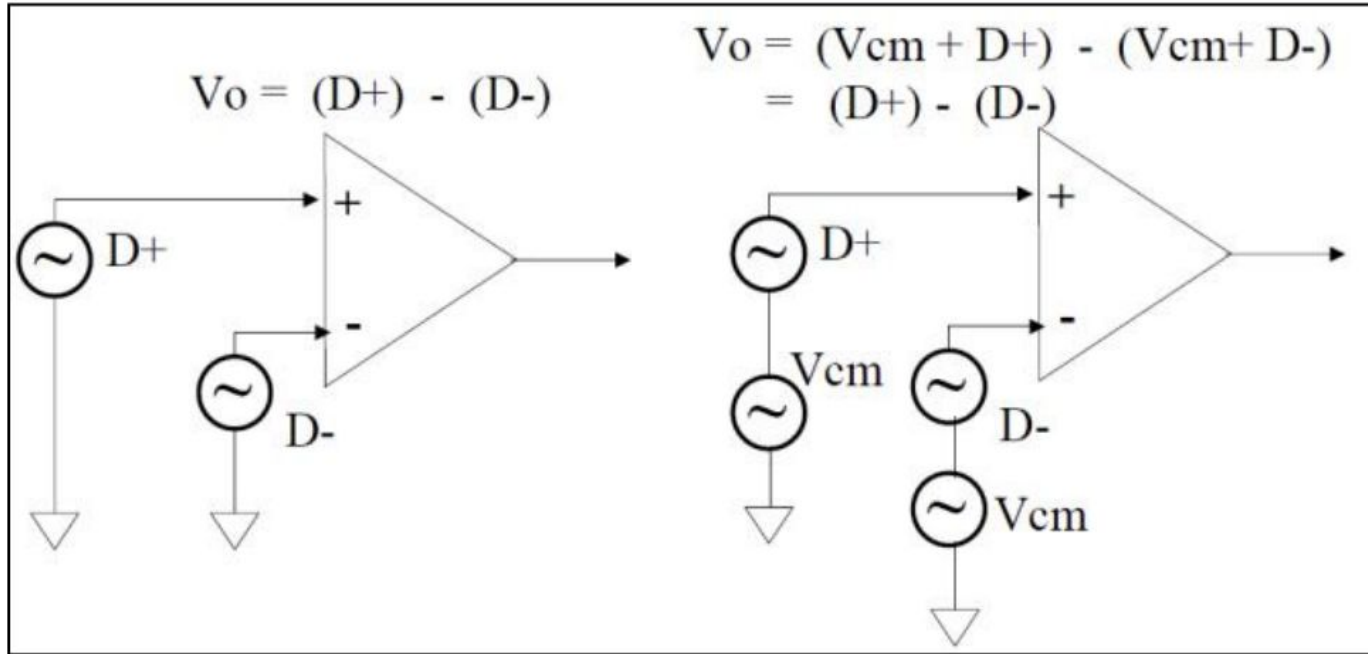 Vo = (D+) - (D-)
+
D+
-
D-
Vo = (Vcm + D+) - (Vcm+ D-)
= (D+) - (D-)
+
D+
-
Vcm
D-
Vcm